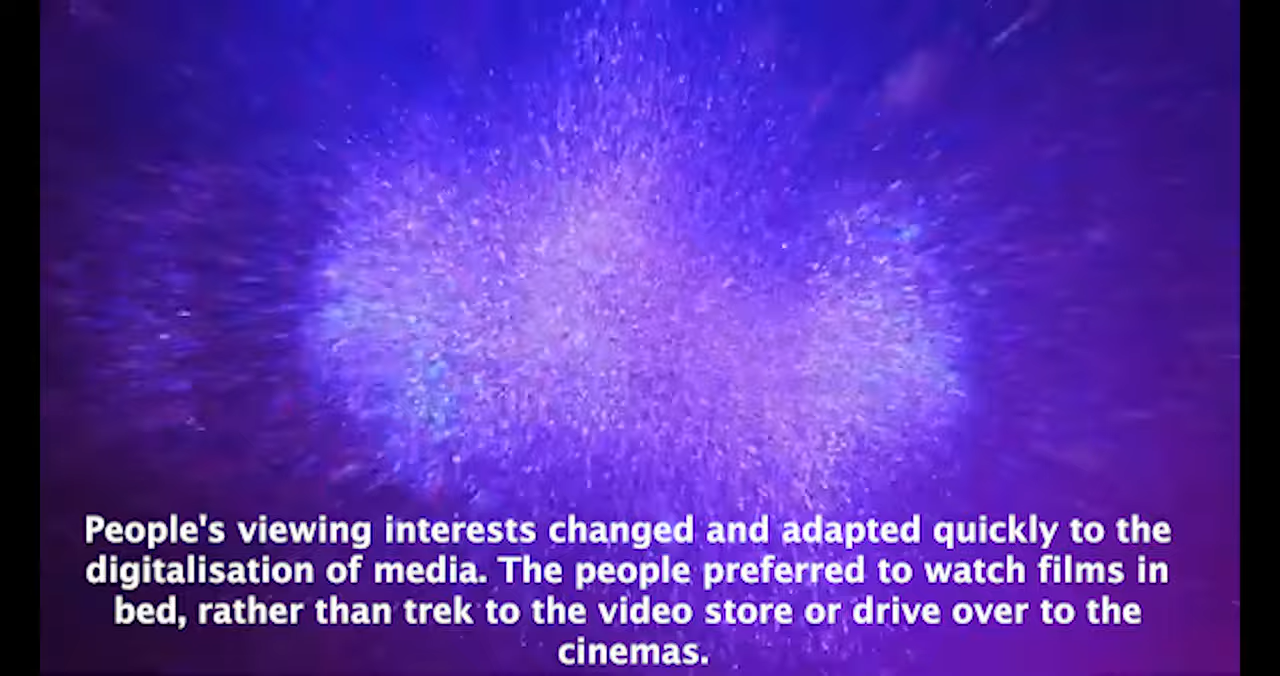 People's viewing interests changed and adapted quickly to the
digitalisation of media. The people preferred to watch films in
bed, rather than trek to the video store or drive over to the
cinemas.